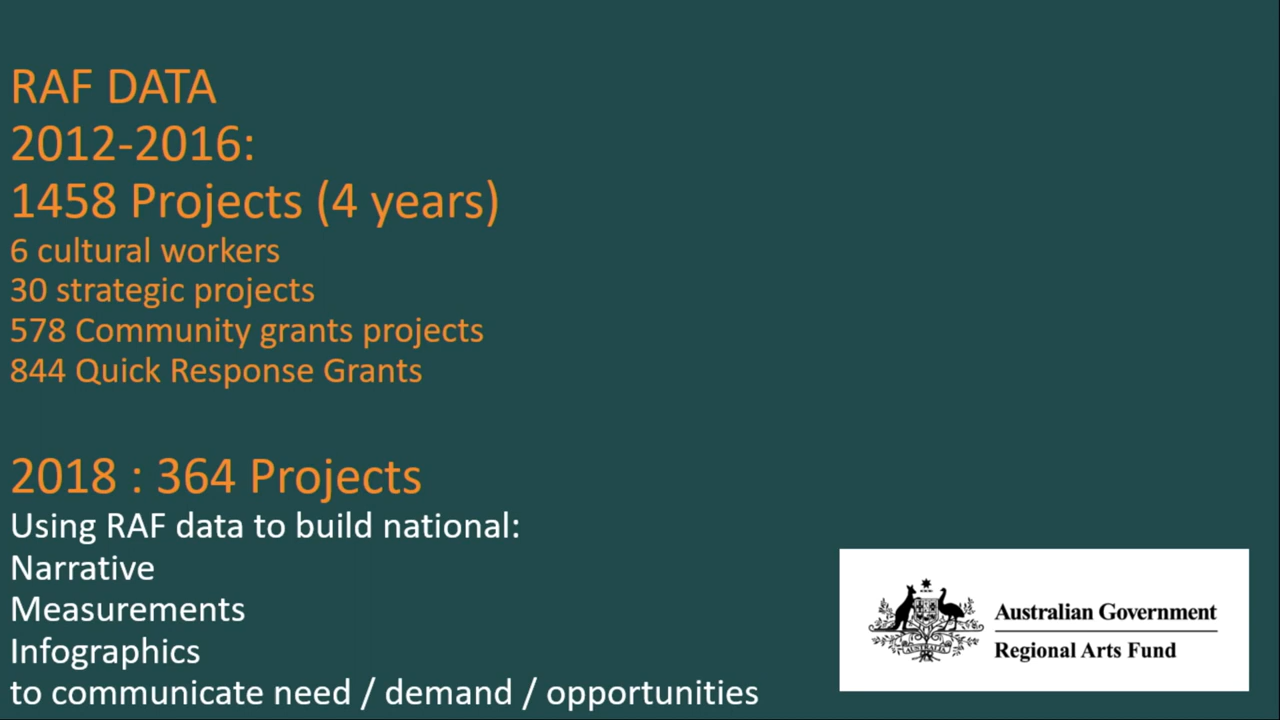 RAF DATA
2012-2016:
1458 Projects (4 years)
6 cultural workers
30 strategic projects
578 Community grants projects
844 Quick Response Grants
2018 : 364 Projects
Using RAF data to build national:
Narrative
Measurements
Infographics
to communicate need / demand / opportunities
AUSTRALIA
Australian Government
Regional Arts Fund